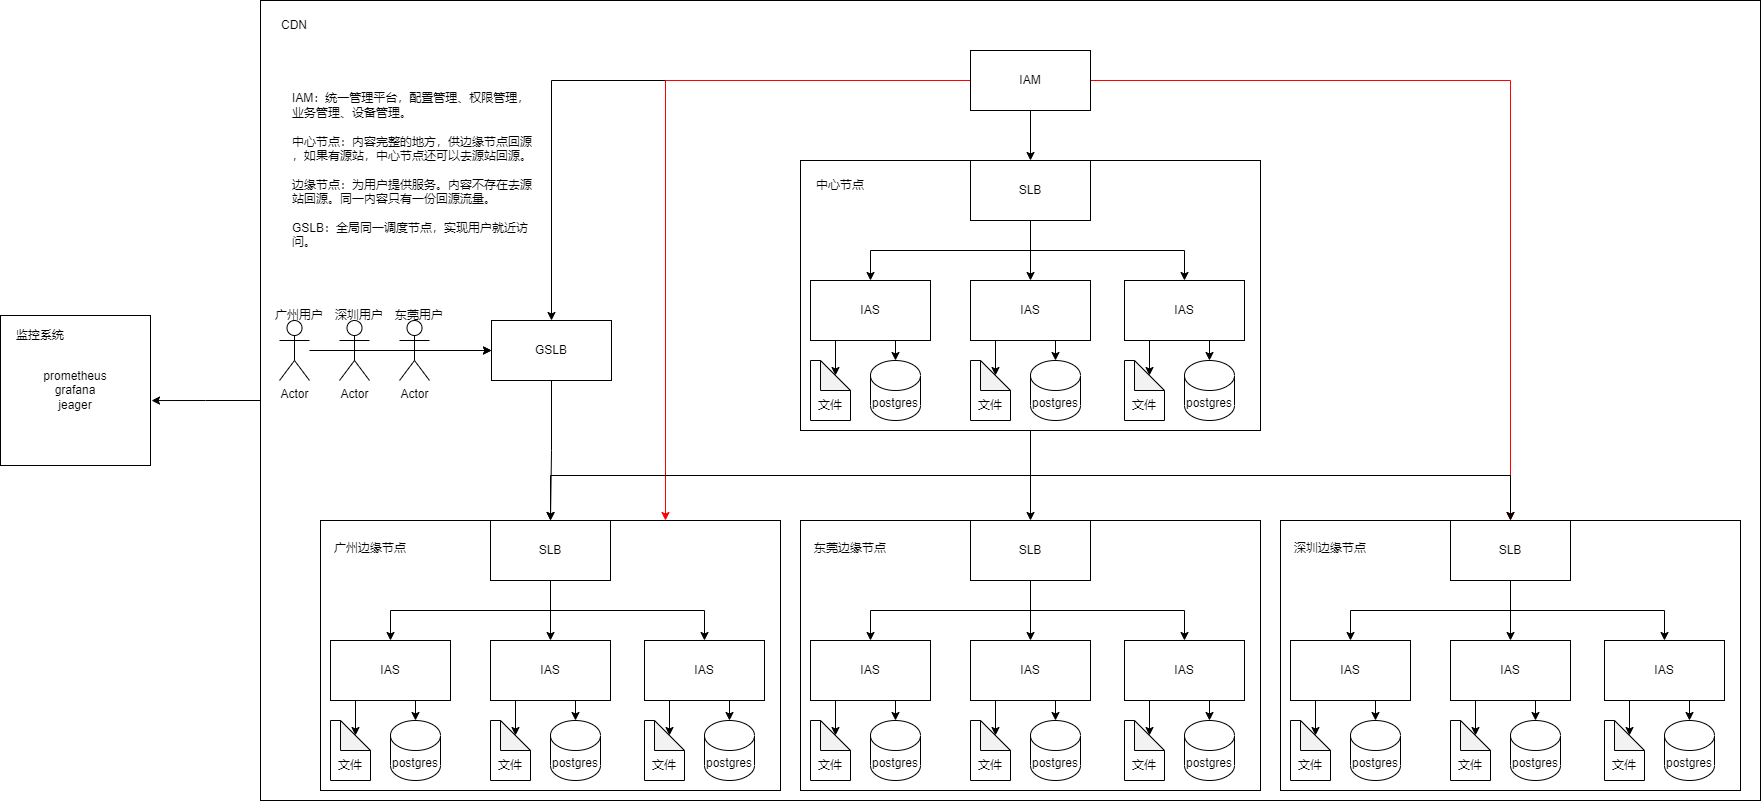 CDN
IAM
IAM：统一管理平台，配置管理、权限管理，
业务管理、设备管理。
中心节点：内容完整的地方，供边缘节点回源
，如果有源站，中心节点还可以去源站回源。
边缘节点：为用户提供服务。内容不存在去源
站回源。同一内容只有一份回源流量。
GSLB：全局同一调度节点，实现用户就近访
问。
中心节点
SLB
IAS
IAS
IAS
文件
postgres
文件
postgres
文件
postgres
广州用户
深圳用户
东莞用户
Actor
Actor
Actor
GSLB
监控系统
prometheus
grafana
jeager
广州边缘节点
SLB
IAS
IAS
IAS
文件
postgres
文件
postgres
文件
postgres
东莞边缘节点
SLB
IAS
IAS
IAS
文件
postgres
文件
postgres
文件
postgres
深圳边缘节点
SLB
IAS
IAS
IAS
文件
postgres
文件
postgres
文件
postgres